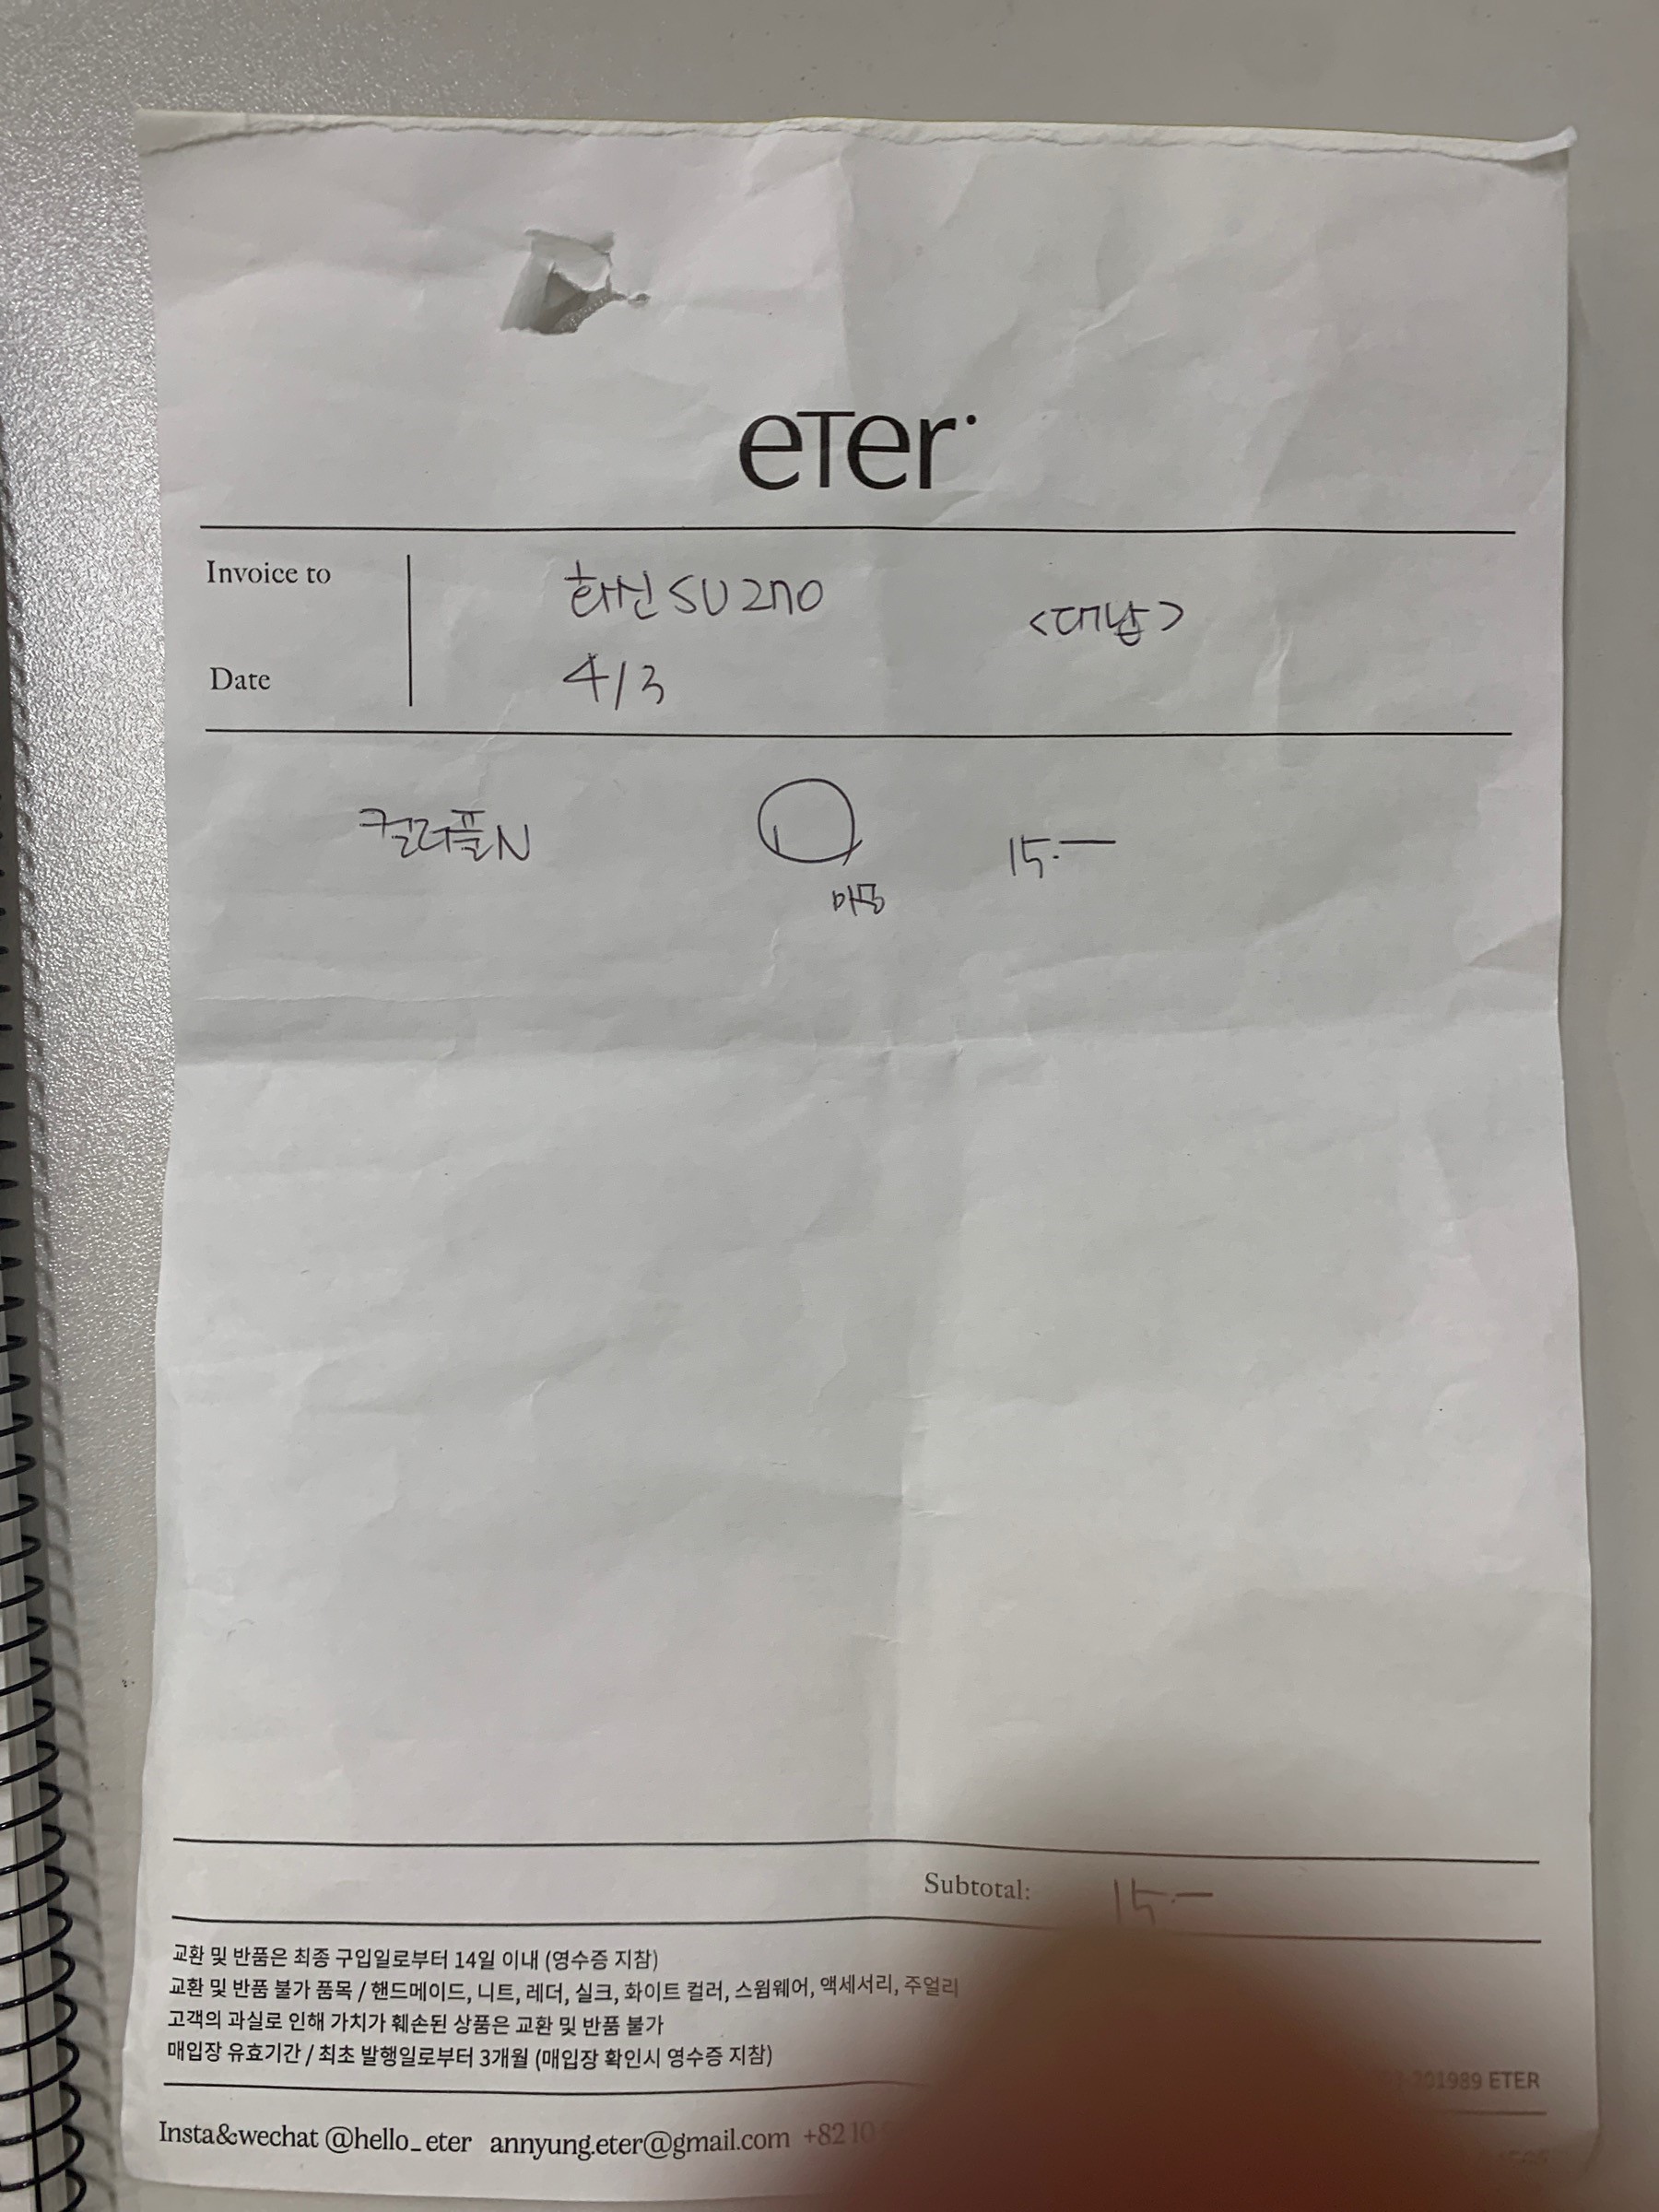 eTer·
Invoice to
화신 SU 2no
<대납>
Date
4/3
컬러풀N
15.—
마뭄
Subtotal: 15.—
교환 및 반품은 최종 구입일로부터 14일 이내 (영수증 지참)
교환 및 반품 불가 품목 / 핸드메이드, 니트, 레더, 실크, 화이트 컬러, 스윔웨어, 액세서리, 주얼리
고객의 과실로 인해 가치가 훼손된 상품은 교환 및 반품 불가
매입장 유효기간 / 최초 발행일로부터 3개월 (매입장 확인시 영수증 지참)
201989 ETER
Insta&wechat @hello_eter annyung.eter@gmail.com +82 10